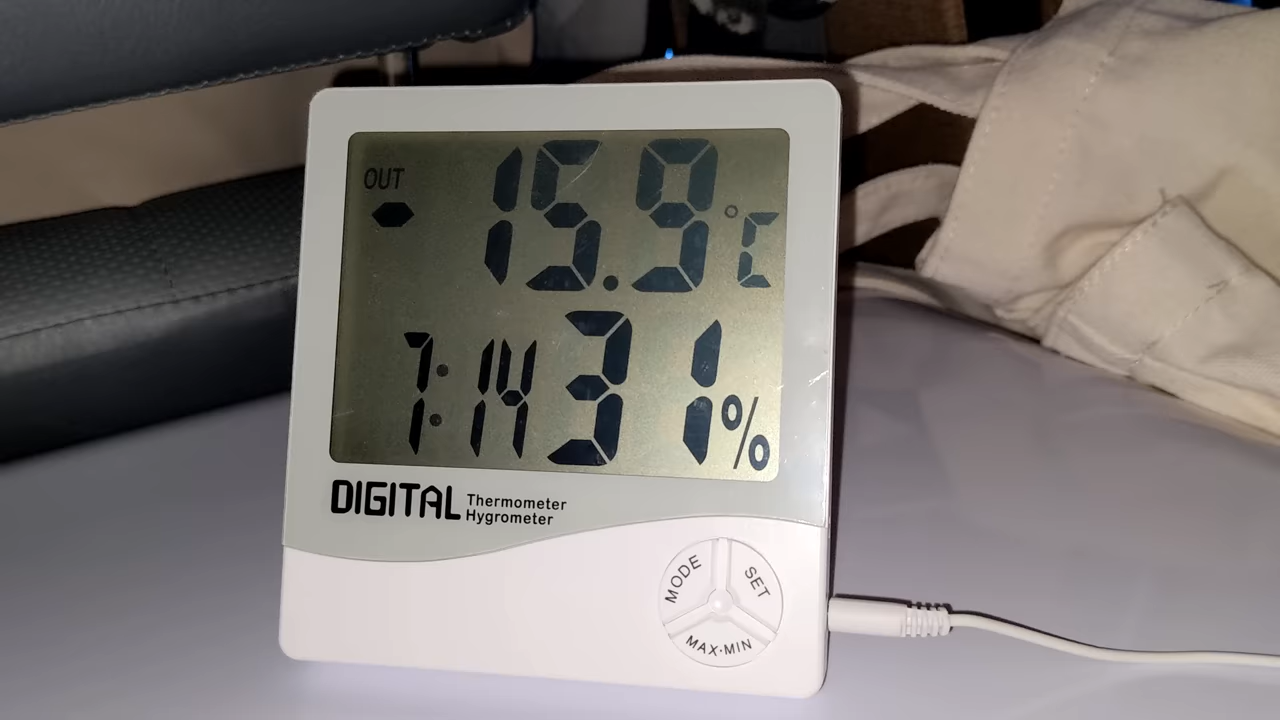 OUT
-15.9°C
7:14 31%
DIGITAL Thermometer
Hygrometer
MODE SET
MAX·MIN